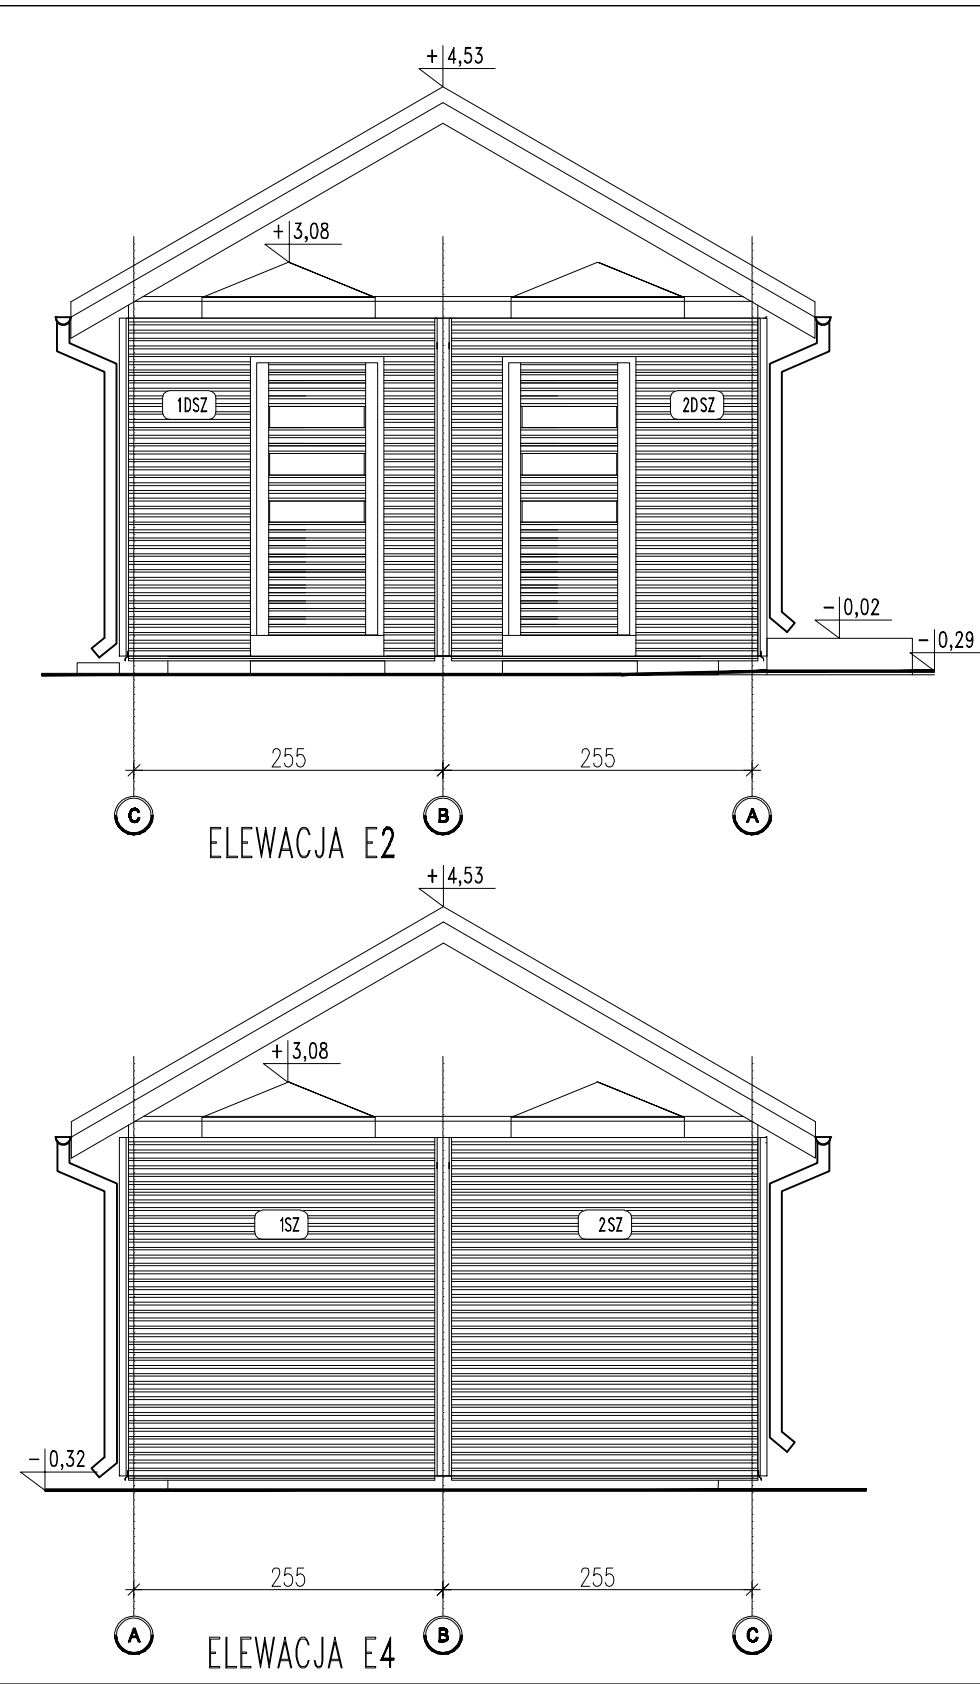 + 4,53
+ 3,08
1DSZ 2DSZ
- 0,02
- 0,29
255 255
C B A
ELEWACJA E2
+ 4,53
+ 3,08
1SZ 2SZ
- 0,32
255 255
A B C
ELEWACJA E4